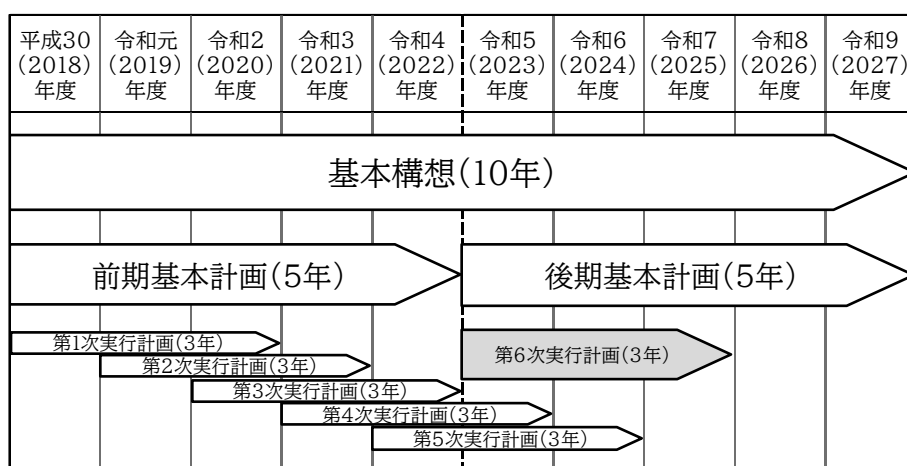 平成30 令和元 令和2 令和3 令和4 令和5 令和6 令和7 令和8 令和9
(2018) (2019) (2020) (2021) (2022) (2023) (2024) (2025) (2026) (2027)
年度 年度 年度 年度 年度 年度 年度 年度 年度 年度
基本構想(10年)
前期基本計画(5年) 後期基本計画(5年)
第1次実行計画(3年)
第2次実行計画(3年)
第3次実行計画(3年)
第4次実行計画(3年)
第5次実行計画(3年)
第6次実行計画(3年)